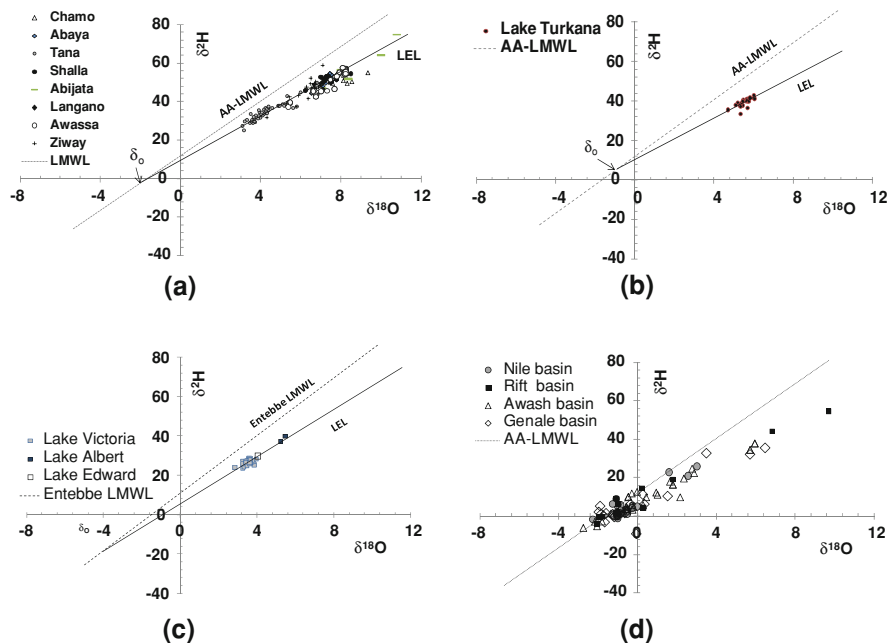 80
60
40
20
0
-20
-40
-4
0
4
8
12
δ²H
δ¹⁸O
Chamo
Abaya
Tana
Shalla
Abijata
Langano
Awassa
Ziway
LMWL
AA-LMWL
LEL
δo
(a)
80
60
40
20
0
-20
-40
-4
0
4
8
12
δ²H
δ¹⁸O
Lake Turkana
AA-LMWL
AA-LMWL
LEL
δo
(b)
80
60
40
20
0
-20
-40
-8
-4
0
4
8
12
δ²H
δ¹⁸O
Lake Victoria
Lake Albert
Lake Edward
Entebbe LMWL
Entebbe LMWL
LEL
δo
(c)
80
60
40
20
0
-20
-40
-8
-4
0
4
8
12
δ²H
δ¹⁸O
Nile basin
Rift basin
Awash basin
Genale basin
AA-LMWL
(d)